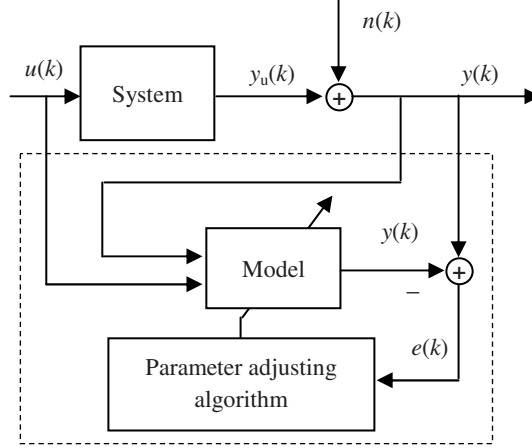 n(k)
u(k)
System
yu(k)
+
y(k)
Model
y(k)
+
–
e(k)
Parameter adjusting
algorithm